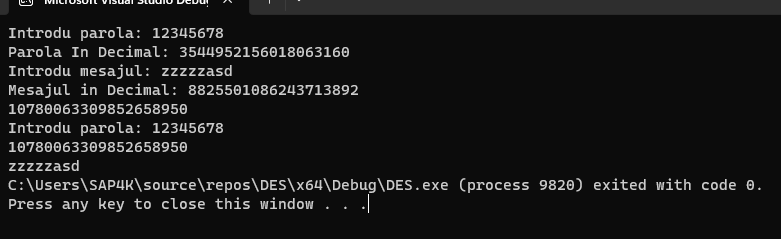 Microsoft Visual Studio Debu
Introdu parola: 12345678
Parola In Decimal: 3544952156018063160
Introdu mesajul: zzzzzasd
Mesajul in Decimal: 8825501086243713892
10780063309852658950
Introdu parola: 12345678
10780063309852658950
zzzzzasd
C:\Users\SAP4K\source\repos\DES\x64\Debug\DES.exe (process 9820) exited with code 0.
Press any key to close this window . . .